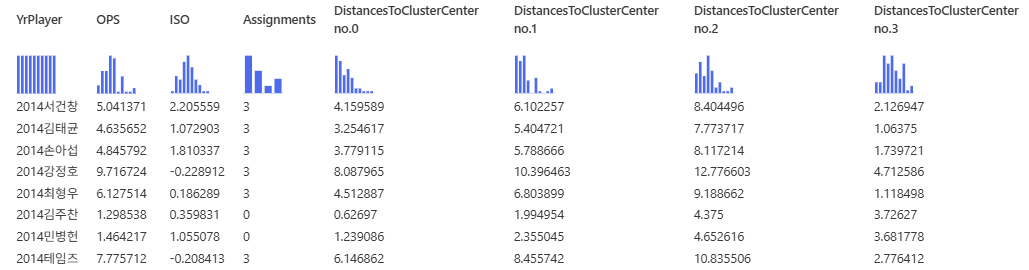 YrPlayer OPS ISO Assignments DistancesToClusterCenter no.0 DistancesToClusterCenter no.1 DistancesToClusterCenter no.2 DistancesToClusterCenter no.3
2014서건창 5.041371 2.205559 3 4.159589 6.102257 8.404496 2.126947
2014김태균 4.635652 1.072903 3 3.254617 5.404721 7.773717 1.06375
2014손아섭 4.845792 1.810337 3 3.779115 5.788666 8.117214 1.739721
2014강정호 9.716724 -0.228912 3 8.087965 10.396463 12.776603 4.712586
2014최형우 6.127514 0.186289 3 4.512887 6.803899 9.188662 1.118498
2014김주찬 1.298538 0.359831 0 0.62697 1.994954 4.375 3.72627
2014민병헌 1.464217 1.055078 0 1.239086 2.355045 4.652616 3.681778
2014테임즈 7.775712 -0.208413 3 6.146862 8.455742 10.835506 2.776412